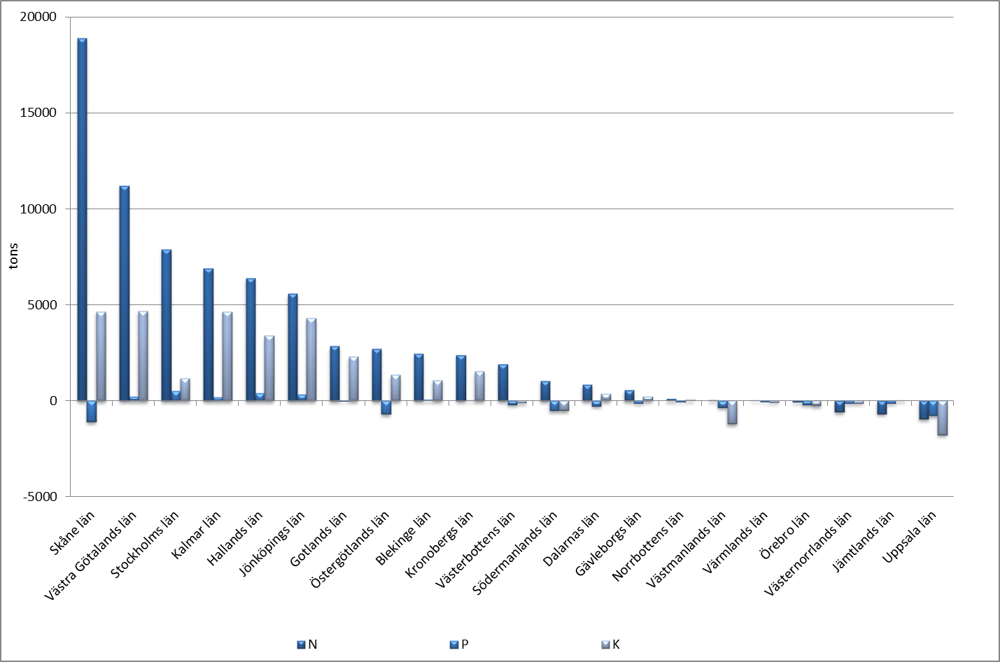 20000
15000
10000
5000
0
-5000
tons
Skåne län
Västra Götalands län
Stockholms län
Kalmar län
Hallands län
Jönköpings län
Gotlands län
Östergötlands län
Blekinge län
Kronobergs län
Västerbottens län
Södermanlands län
Dalarnas län
Gävleborgs län
Norrbottens län
Västmanlands län
Värmlands län
Örebro län
Västernorrlands län
Jämtlands län
Uppsala län
N P K